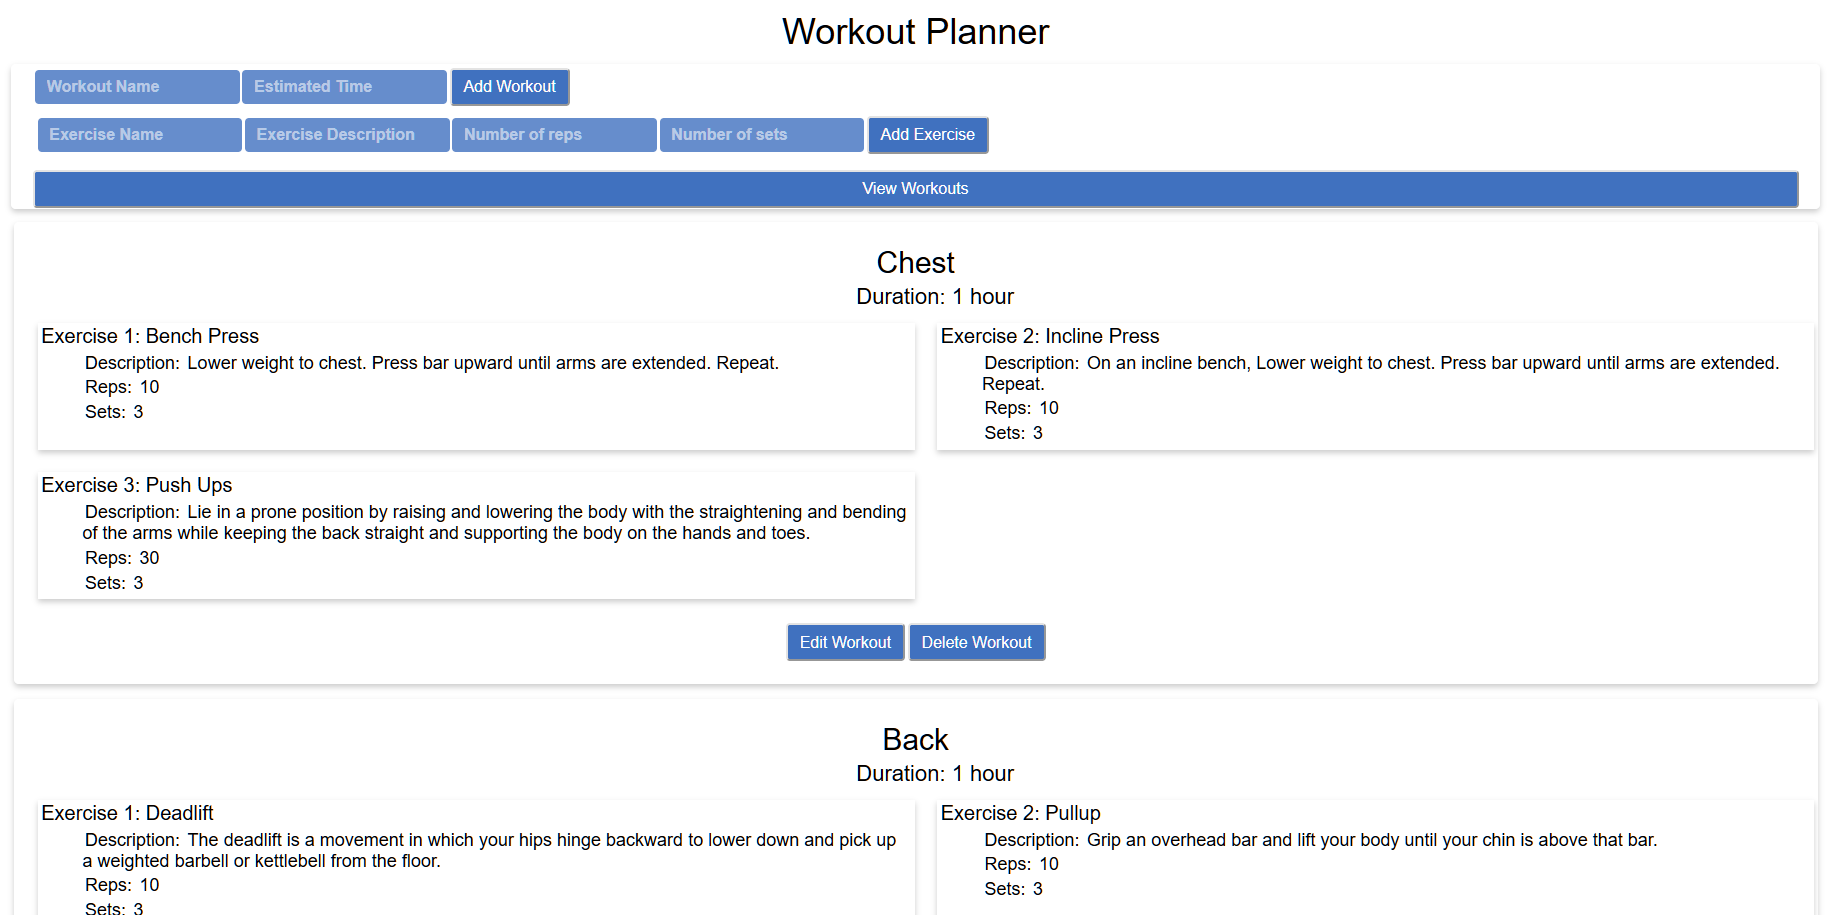 Workout Planner
Workout Name Estimated Time Add Workout
Exercise Name Exercise Description Number of reps Number of sets Add Exercise
View Workouts
Chest
Duration: 1 hour
Exercise 1: Bench Press
Description: Lower weight to chest. Press bar upward until arms are extended. Repeat.
Reps: 10
Sets: 3
Exercise 2: Incline Press
Description: On an incline bench, Lower weight to chest. Press bar upward until arms are extended.
Repeat.
Reps: 10
Sets: 3
Exercise 3: Push Ups
Description: Lie in a prone position by raising and lowering the body with the straightening and bending
of the arms while keeping the back straight and supporting the body on the hands and toes.
Reps: 30
Sets: 3
Edit Workout Delete Workout
Back
Duration: 1 hour
Exercise 1: Deadlift
Description: The deadlift is a movement in which your hips hinge backward to lower down and pick up
a weighted barbell or kettlebell from the floor.
Reps: 10
Sets: 3
Exercise 2: Pullup
Description: Grip an overhead bar and lift your body until your chin is above that bar.
Reps: 10
Sets: 3